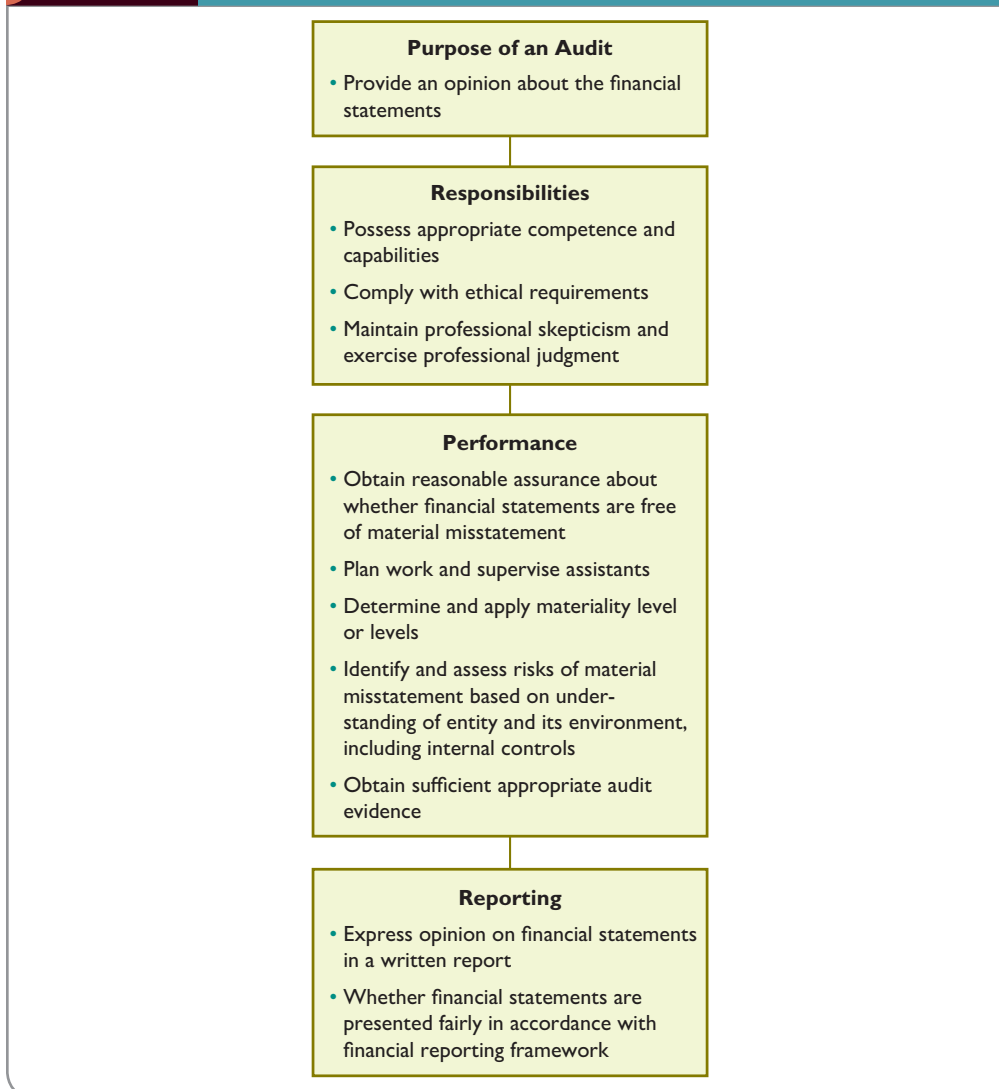 Purpose of an Audit
• Provide an opinion about the financial
statements
Responsibilities
• Possess appropriate competence and
capabilities
• Comply with ethical requirements
• Maintain professional skepticism and
exercise professional judgment
Performance
• Obtain reasonable assurance about
whether financial statements are free
of material misstatement
• Plan work and supervise assistants
• Determine and apply materiality level
or levels
• Identify and assess risks of material
misstatement based on under-
standing of entity and its environment,
including internal controls
• Obtain sufficient appropriate audit
evidence
Reporting
• Express opinion on financial statements
in a written report
• Whether financial statements are
presented fairly in accordance with
financial reporting framework